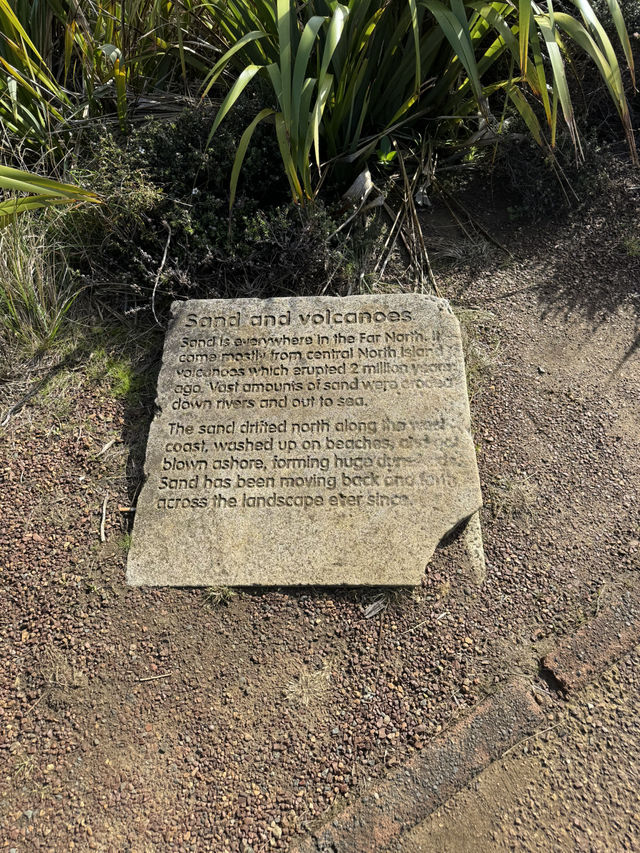 Sand and volcanoes
Sand is everywhere in the Far North. It
came mostly from central North Island
volcanoes which erupted 2 million years
ago. Vast amounts of sand were eroded
down rivers and out to sea.
The sand drifted north along the west
coast, washed up on beaches, and
blown ashore, forming huge dunes.
Sand has been moving back and forth
across the landscape ever since.